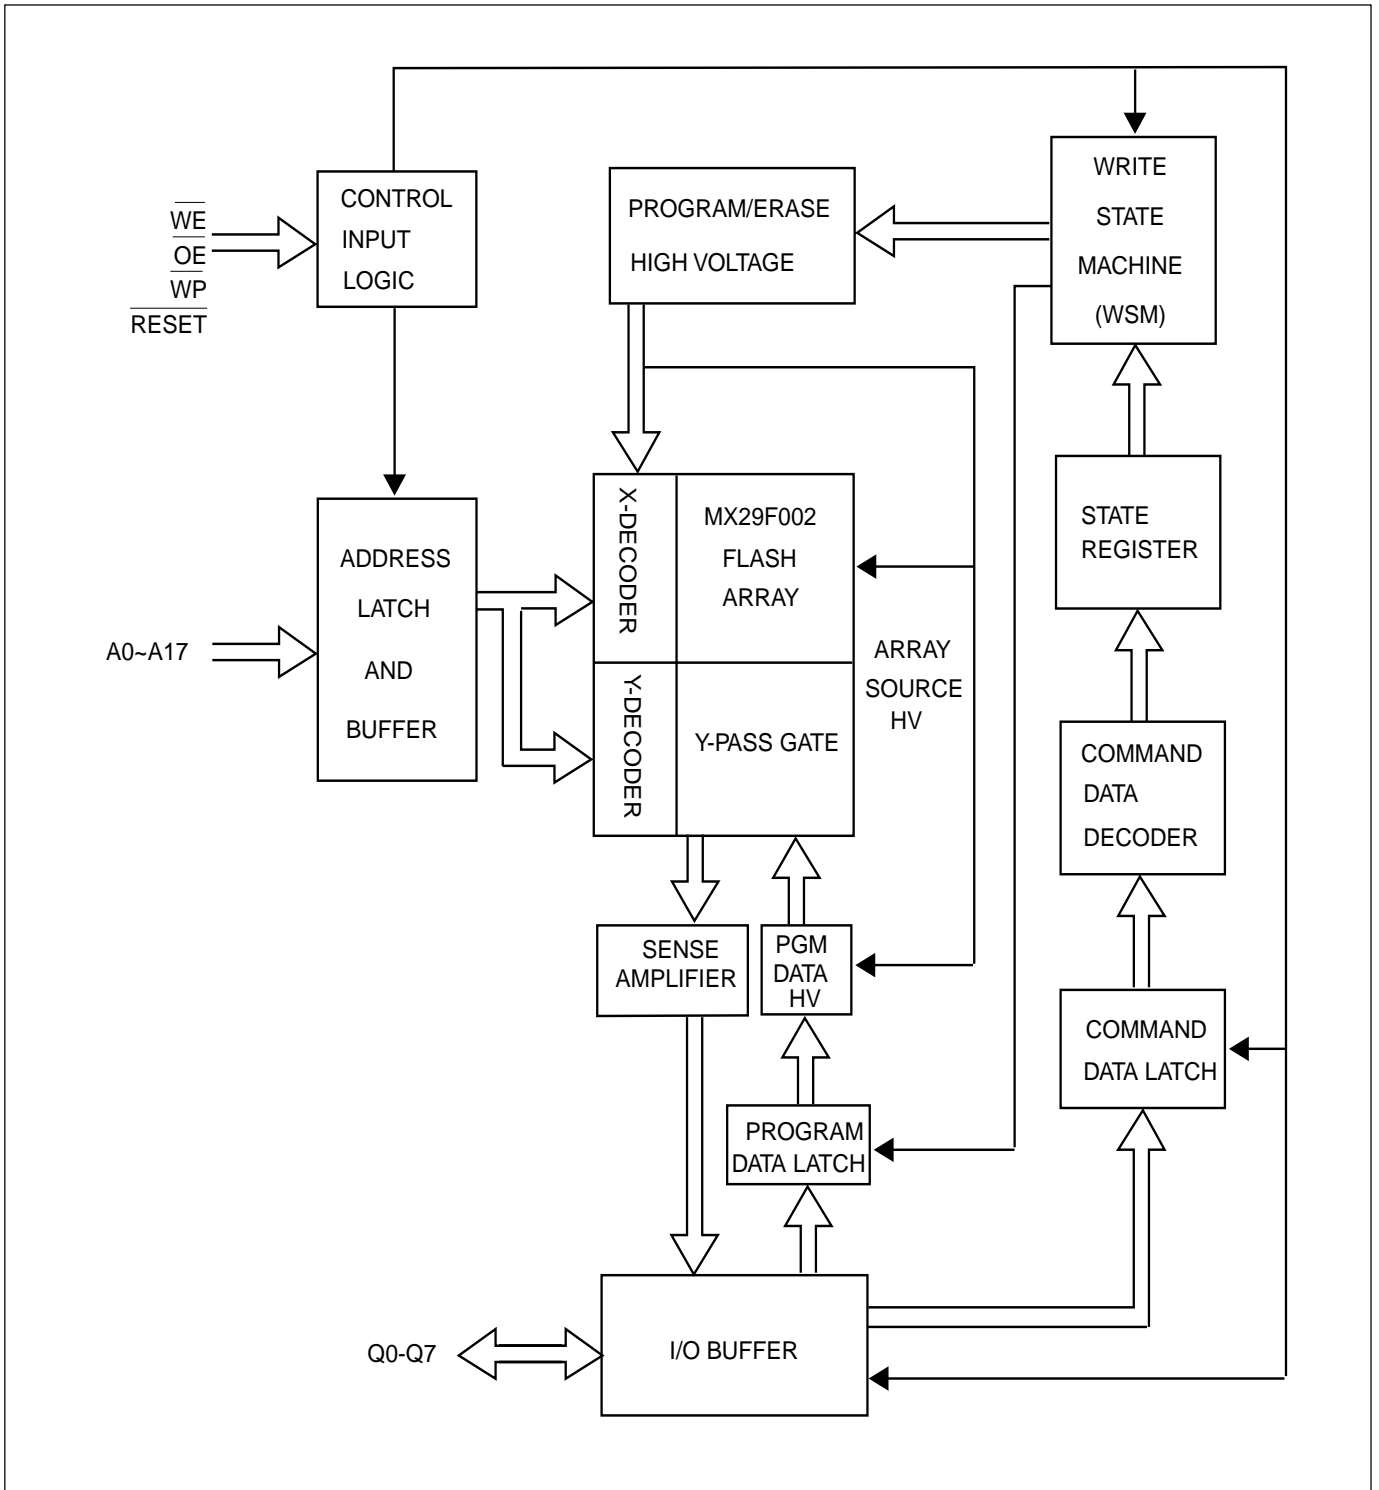 CONTROL
INPUT
LOGIC
WE
OE
WP
RESET
PROGRAM/ERASE
HIGH VOLTAGE
WRITE
STATE
MACHINE
(WSM)
ADDRESS
LATCH
AND
BUFFER
A0~A17
X-DECODER
MX29F002
FLASH
ARRAY
Y-DECODER
Y-PASS GATE
ARRAY
SOURCE
HV
STATE
REGISTER
COMMAND
DATA
DECODER
SENSE
AMPLIFIER
PGM
DATA
HV
COMMAND
DATA LATCH
PROGRAM
DATA LATCH
Q0-Q7
I/O BUFFER